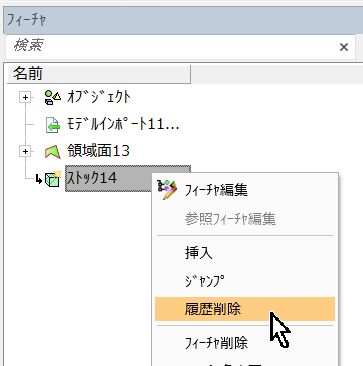 ﾌｨｰﾁｬ
検索
名前
ｵﾌﾞｼﾞｪｸﾄ
ﾓﾃﾞﾙｲﾝﾎﾟｰﾄ11...
領域面13
ｽﾄｯｸ14
ﾌｨｰﾁｬ編集
参照ﾌｨｰﾁｬ編集
挿入
ｼﾞｬﾝﾌﾟ
履歴削除
ﾌｨｰﾁｬ削除